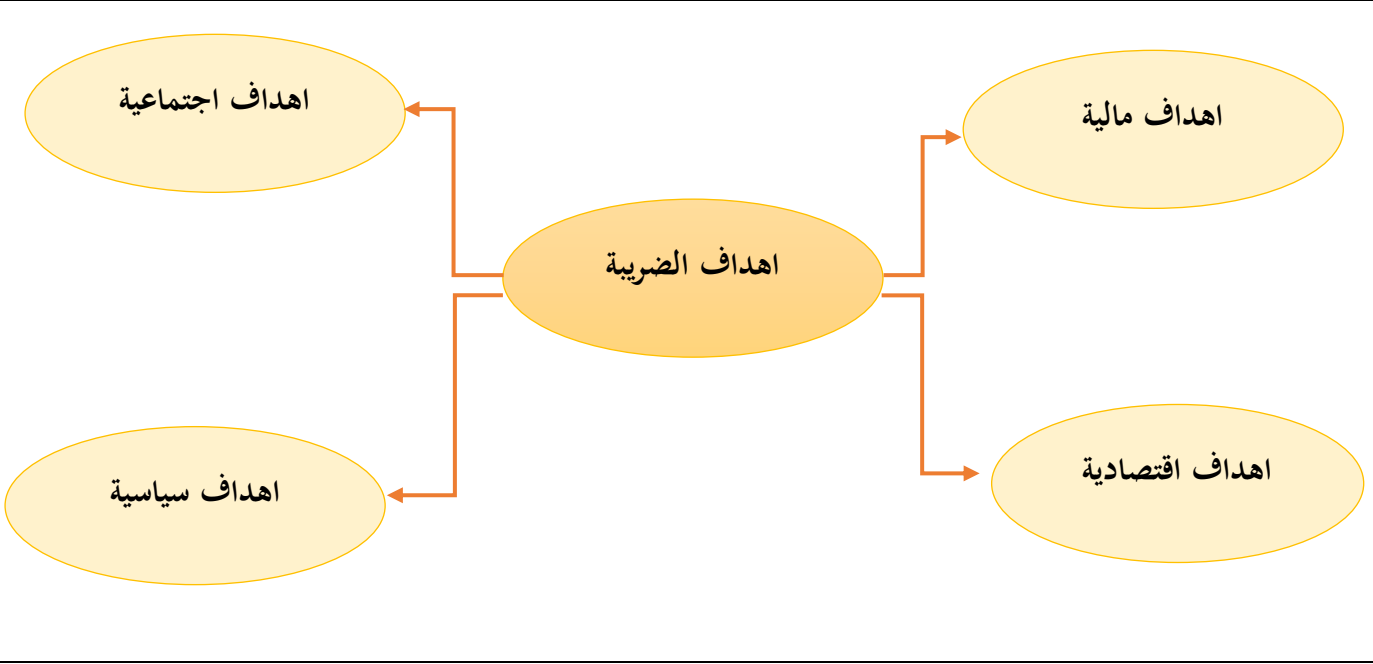 اهداف مالية
اهداف اجتماعية
اهداف الضريبة
اهداف اقتصادية
اهداف سياسية